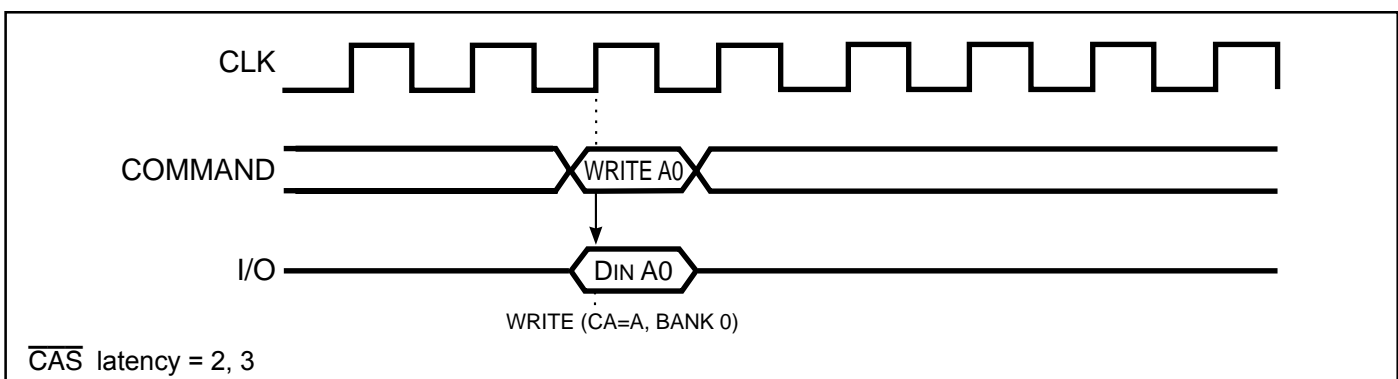 CLK
COMMAND
WRITE A0
I/O
DIN A0
WRITE (CA=A, BANK 0)
CAS latency = 2, 3